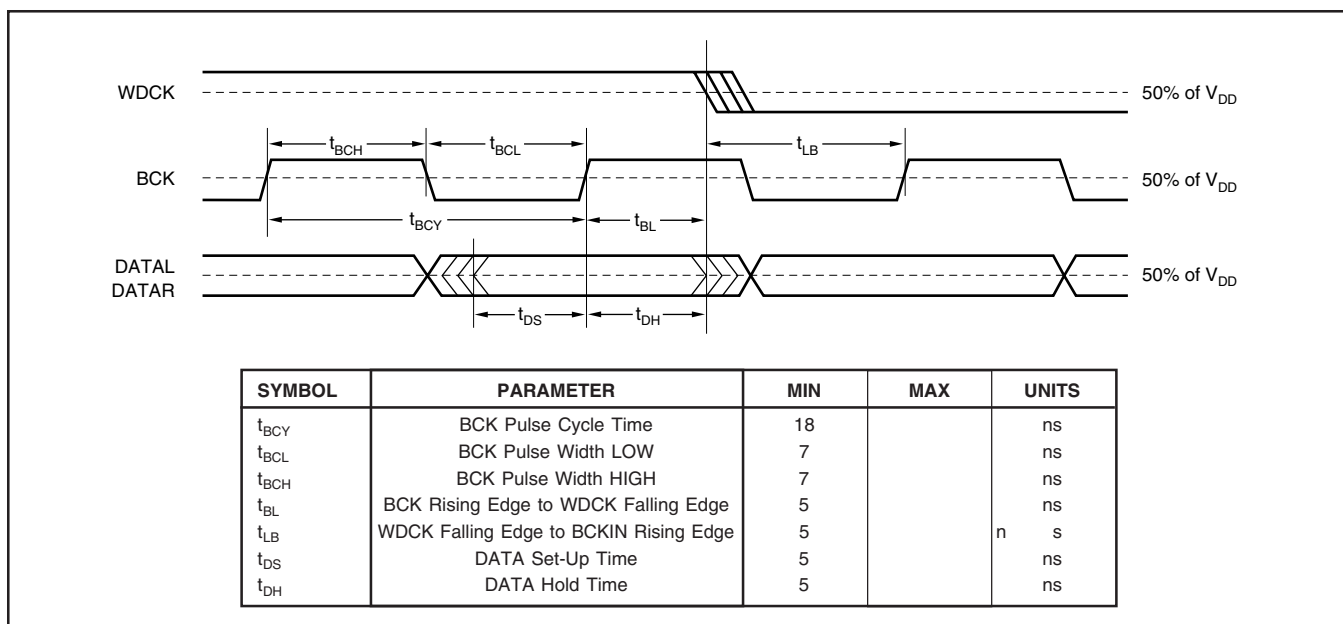 WDCK
50% of VDD
tBCH
tBCL
tLB
BCK
50% of VDD
tBCY
tBL
DATAL
DATAR
50% of VDD
tDS
tDH
SYMBOL PARAMETER MIN MAX UNITS
tBCY BCK Pulse Cycle Time 18 ns
tBCL BCK Pulse Width LOW 7 ns
tBCH BCK Pulse Width HIGH 7 ns
tBL BCK Rising Edge to WDCK Falling Edge 5 ns
tLB WDCK Falling Edge to BCKIN Rising Edge 5 n s
tDS DATA Set-Up Time 5 ns
tDH DATA Hold Time 5 ns